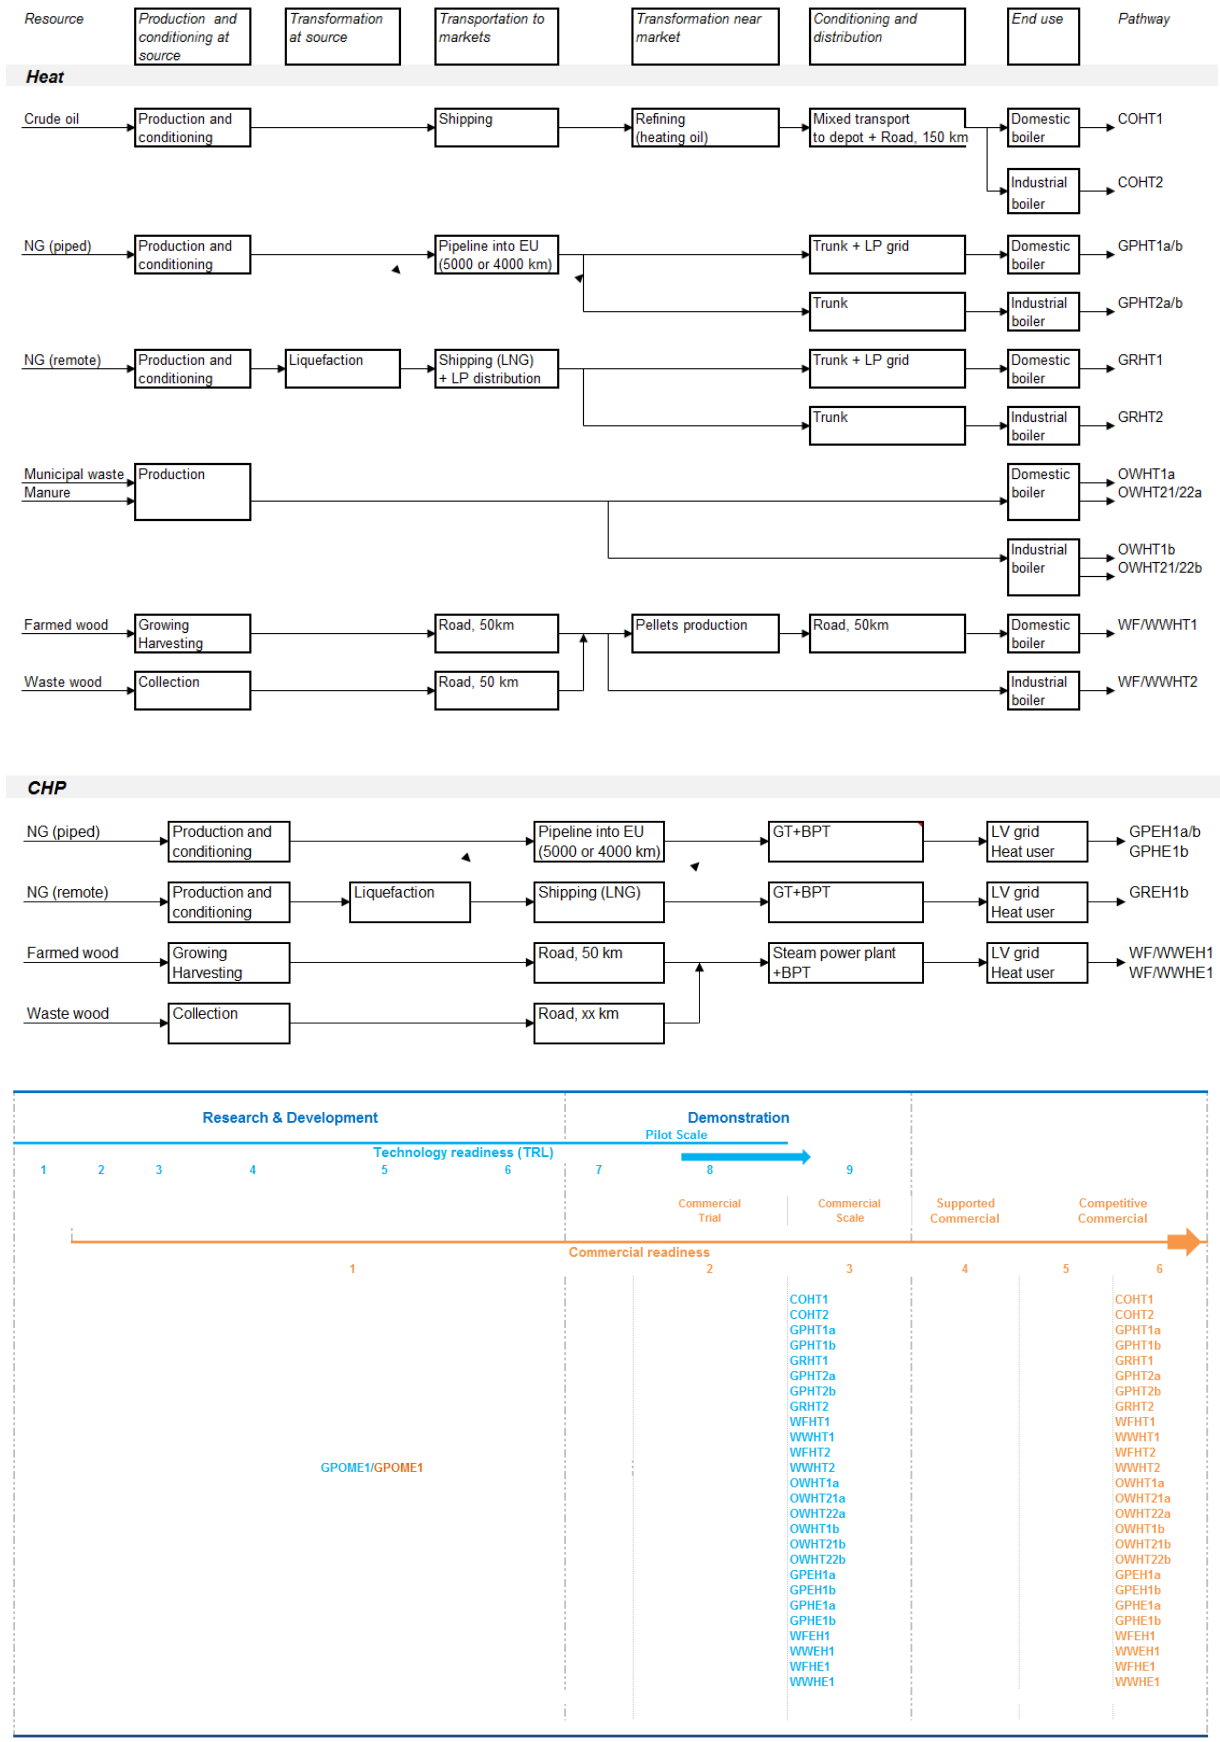 Resource
Production and
conditioning at
source
Transformation
at source
Transportation to
markets
Transformation near
market
Conditioning and
distribution
End use
Pathway
Heat
Crude oil
Production and
conditioning
Shipping
Refining
(heating oil)
Mixed transport
to depot + Road, 150 km
Domestic
boiler
COHT1
Industrial
boiler
COHT2
NG (piped)
Production and
conditioning
Pipeline into EU
(5000 or 4000 km)
Trunk + LP grid
Domestic
boiler
GPHT1a/b
Trunk
Industrial
boiler
GPHT2a/b
NG (remote)
Production and
conditioning
Liquefaction
Shipping (LNG)
+ LP distribution
Trunk + LP grid
Domestic
boiler
GRHT1
Trunk
Industrial
boiler
GRHT2
Municipal waste
Manure
Production
Domestic
boiler
OWHT1a
OWHT21/22a
Industrial
boiler
OWHT1b
OWHT21/22b
Farmed wood
Growing
Harvesting
Road, 50km
Pellets production
Road, 50km
Domestic
boiler
WF/WWHT1
Waste wood
Collection
Road, 50 km
Industrial
boiler
WF/WWHT2
CHP
NG (piped)
Production and
conditioning
Pipeline into EU
(5000 or 4000 km)
GT+BPT
LV grid
Heat user
GPEH1a/b
GPHE1b
NG (remote)
Production and
conditioning
Liquefaction
Shipping (LNG)
GT+BPT
LV grid
Heat user
GREH1b
Farmed wood
Growing
Harvesting
Road, 50 km
Steam power plant
+BPT
LV grid
Heat user
WF/WWEH1
WF/WWHE1
Waste wood
Collection
Road, xx km
Research & Development
Demonstration
Pilot Scale
Technology readiness (TRL)
1 2 3 4 5 6 7 8 9
Commercial
Trial
Commercial
Scale
Supported
Commercial
Competitive
Commercial
Commercial readiness
1 2 3 4 5 6
COHT1 COHT1
COHT2 COHT2
GPHT1a GPHT1a
GPHT1b GPHT1b
GRHT1 GRHT1
GPHT2a GPHT2a
GPHT2b GPHT2b
GRHT2 GRHT2
WFHT1 WFHT1
WWHT1 WWHT1
WFHT2 WFHT2
GPOME1/GPOME1 WWHT2 WWHT2
OWHT1a OWHT1a
OWHT21a OWHT21a
OWHT22a OWHT22a
OWHT1b OWHT1b
OWHT21b OWHT21b
OWHT22b OWHT22b
GPEH1a GPEH1a
GPEH1b GPEH1b
GPHE1a GPHE1a
GPHE1b GPHE1b
WFEH1 WFEH1
WWEH1 WWEH1
WFHE1 WFHE1
WWHE1 WWHE1